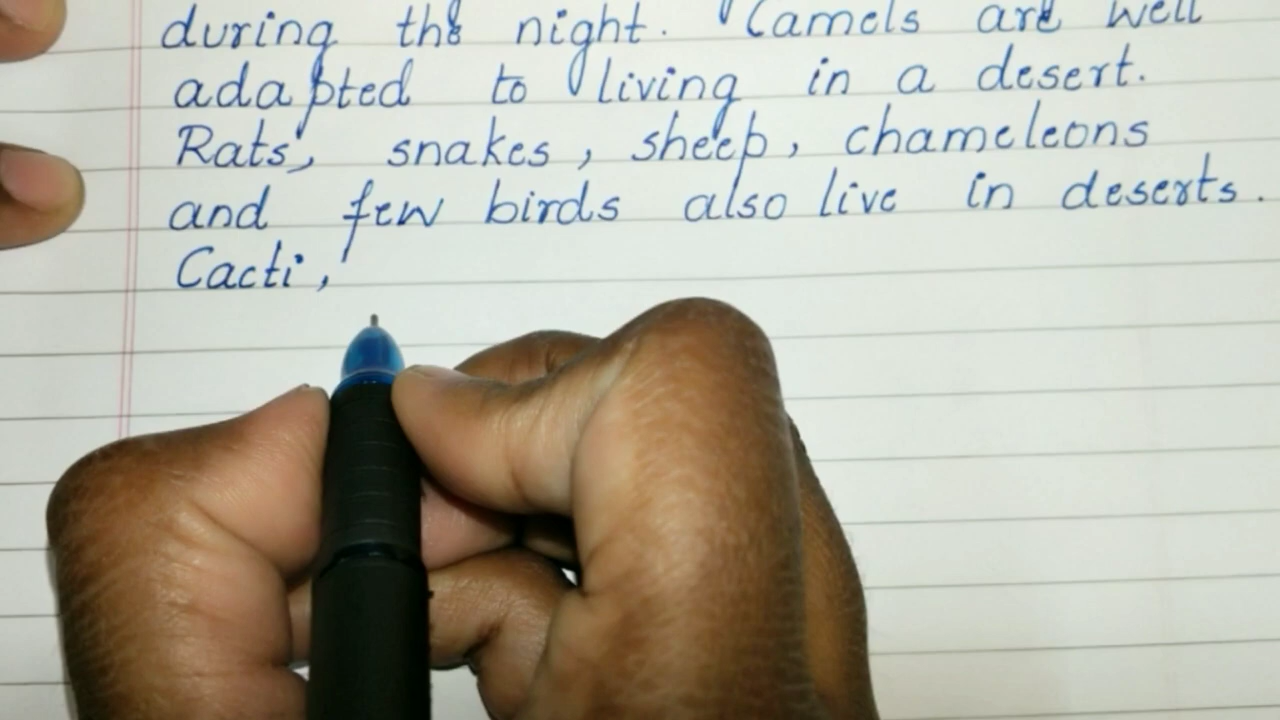 during the night. Camels are well
adapted to living in a desert.
Rats, snakes, sheep, chameleons
and few birds also live in deserts.
Cacti,